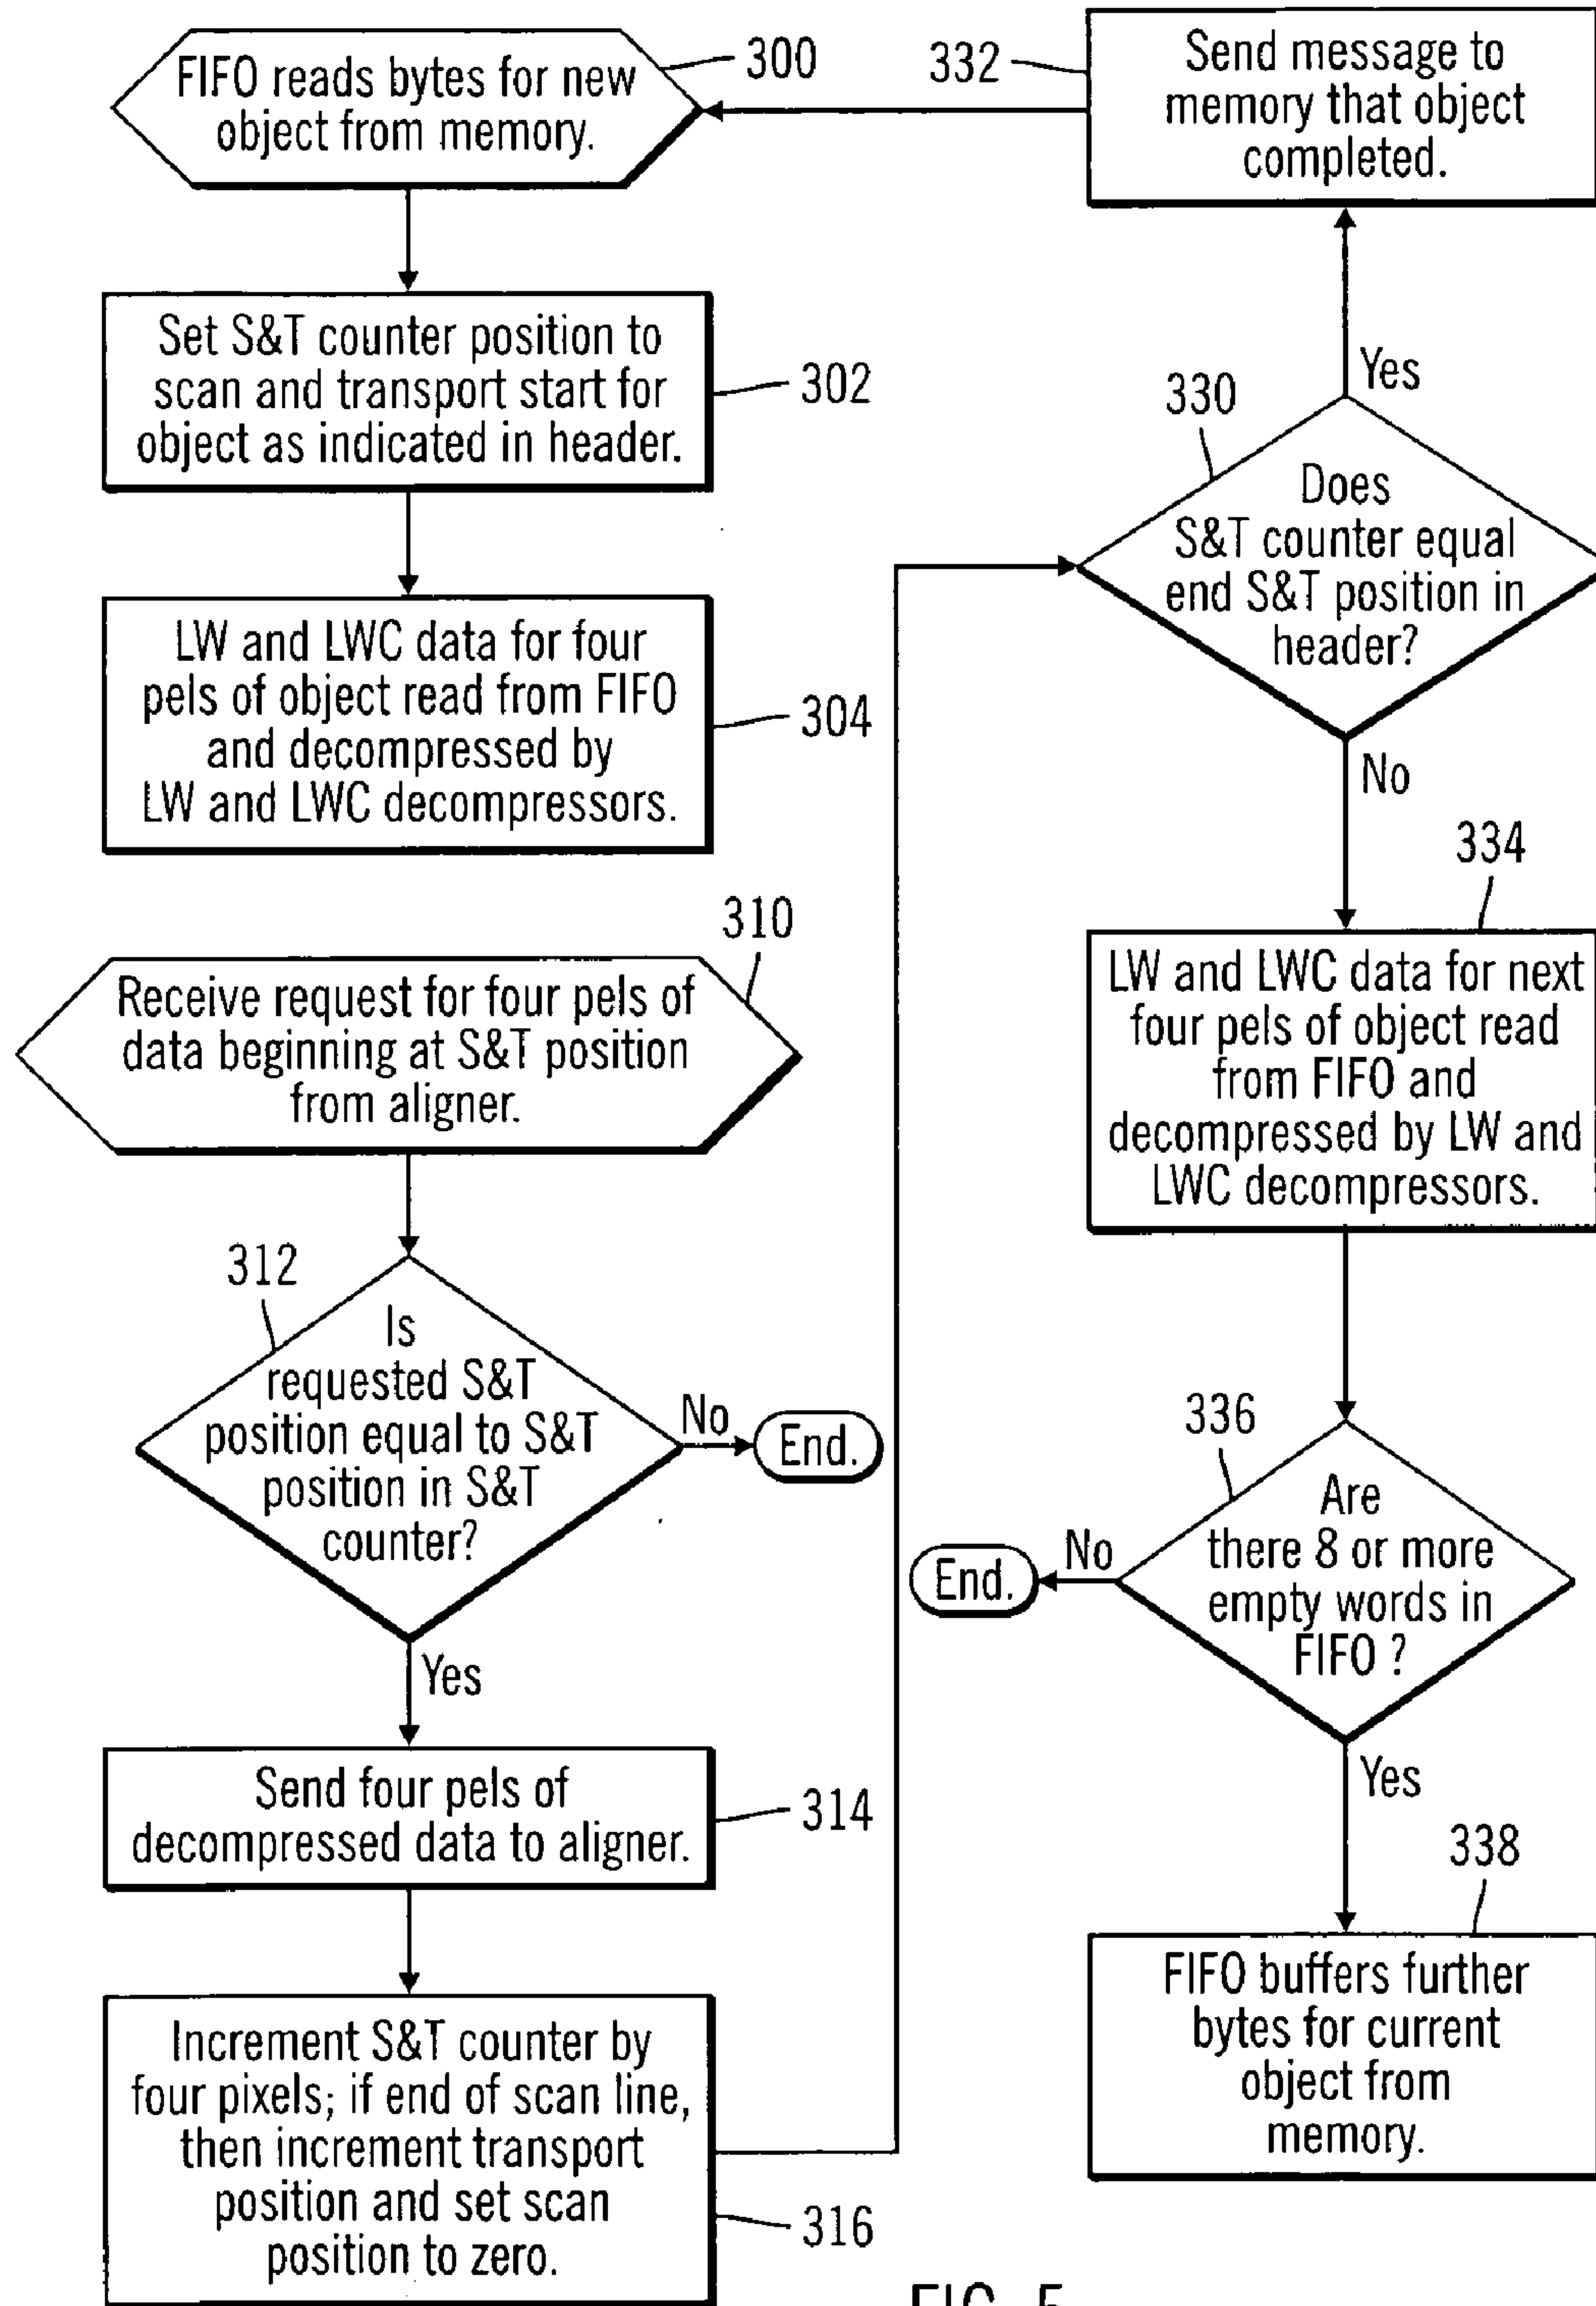 FIFO reads bytes for new
object from memory.
300
Set S&T counter position to
scan and transport start for
object as indicated in header.
302
LW and LWC data for four
pels of object read from FIFO
and decompressed by
LW and LWC decompressors.
304
310
Receive request for four pels of
data beginning at S&T position
from aligner.
312
Is
requested S&T
position equal to S&T
position in S&T
counter?
No
End.
Yes
Send four pels of
decompressed data to aligner.
314
Increment S&T counter by
four pixels; if end of scan line,
then increment transport
position and set scan
position to zero.
316
332
Send message to
memory that object
completed.
Yes
330
Does
S&T counter equal
end S&T position in
header?
No
334
LW and LWC data for next
four pels of object read
from FIFO and
decompressed by LW and
LWC decompressors.
336
Are
there 8 or more
empty words in
FIFO ?
No
End.
Yes
338
FIFO buffers further
bytes for current
object from
memory.
FIG. 5